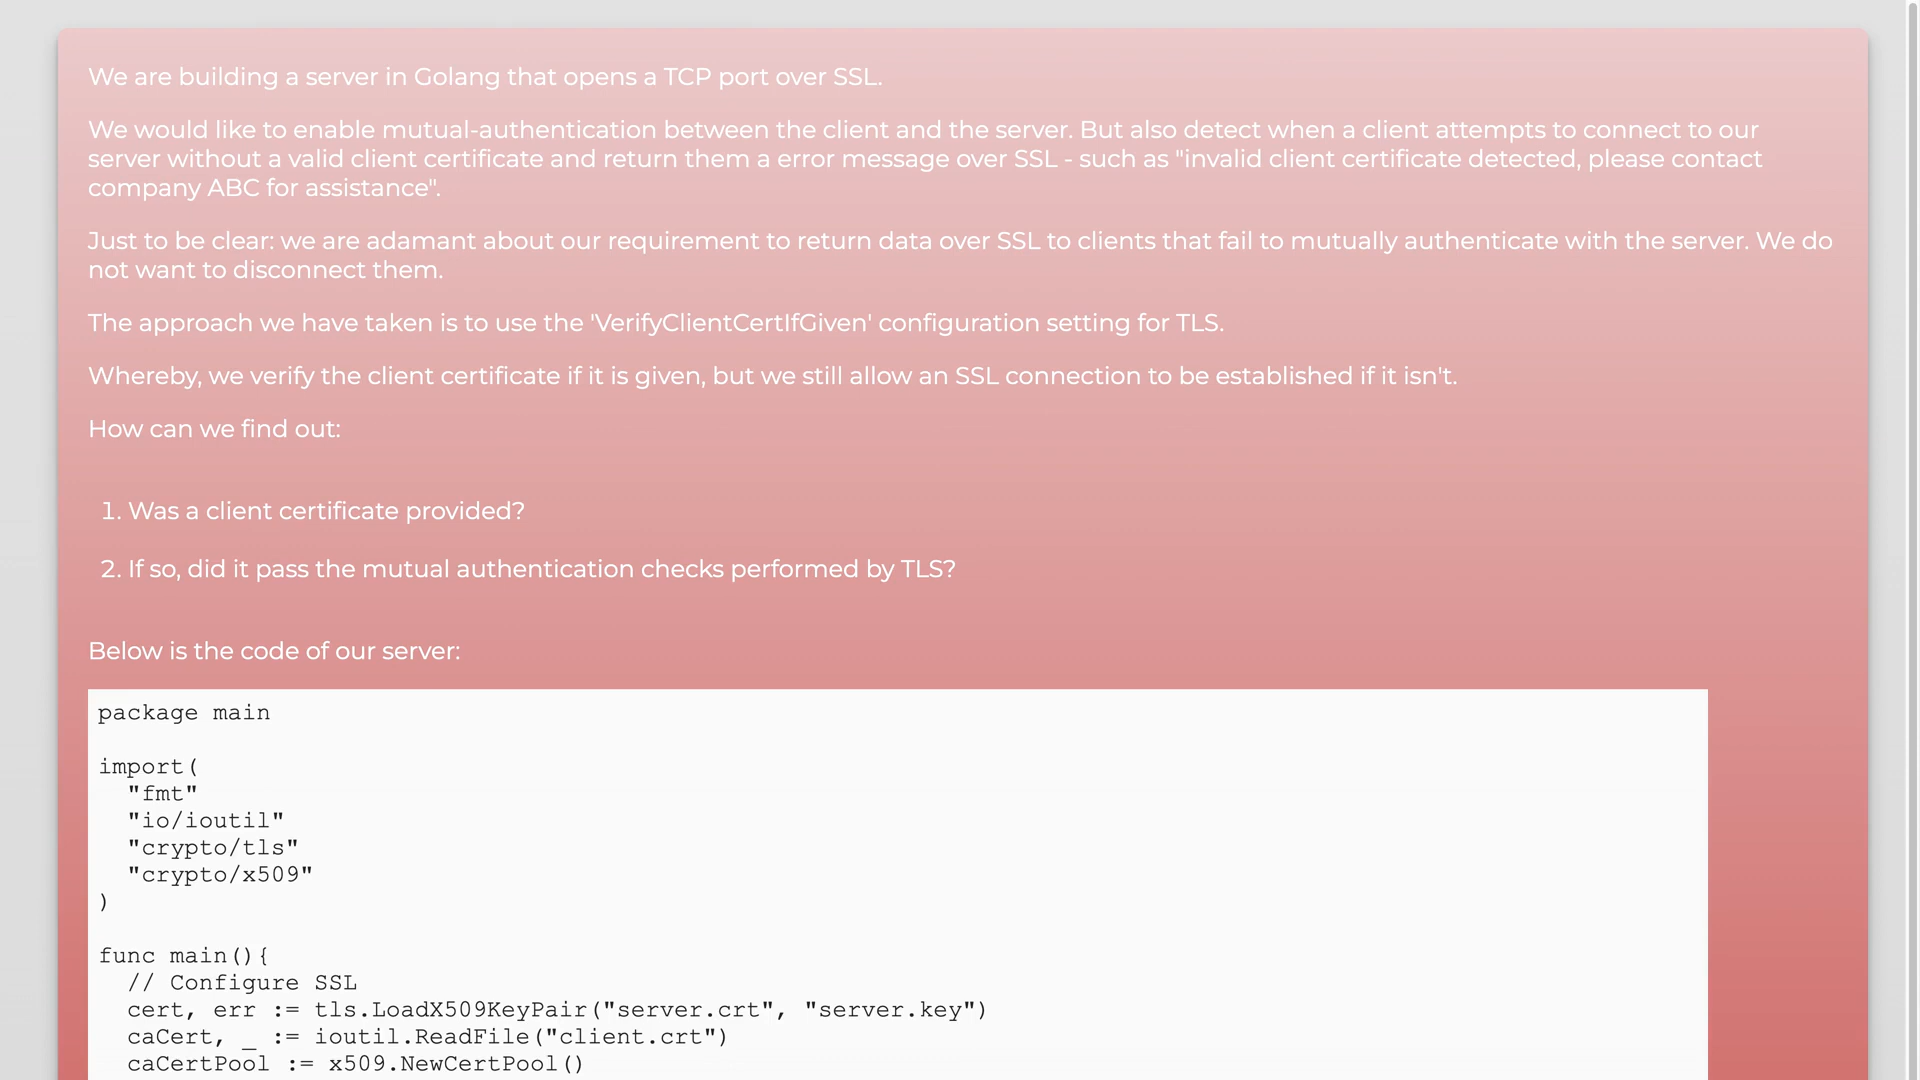 We are building a server in Golang that opens a TCP port over SSL.
We would like to enable mutual-authentication between the client and the server. But also detect when a client attempts to connect to our
server without a valid client certificate and return them a error message over SSL - such as "invalid client certificate detected, please contact
company ABC for assistance".
Just to be clear: we are adamant about our requirement to return data over SSL to clients that fail to mutually authenticate with the server. We do
not want to disconnect them.
The approach we have taken is to use the 'VerifyClientCertIfGiven' configuration setting for TLS.
Whereby, we verify the client certificate if it is given, but we still allow an SSL connection to be established if it isn't.
How can we find out:
1. Was a client certificate provided?
2. If so, did it pass the mutual authentication checks performed by TLS?
Below is the code of our server:
package main
import(
"fmt"
"io/ioutil"
"crypto/tls"
"crypto/x509"
)
func main(){
// Configure SSL
cert, err := tls.LoadX509KeyPair("server.crt", "server.key")
caCert, _ := ioutil.ReadFile("client.crt")
caCertPool := x509.NewCertPool()